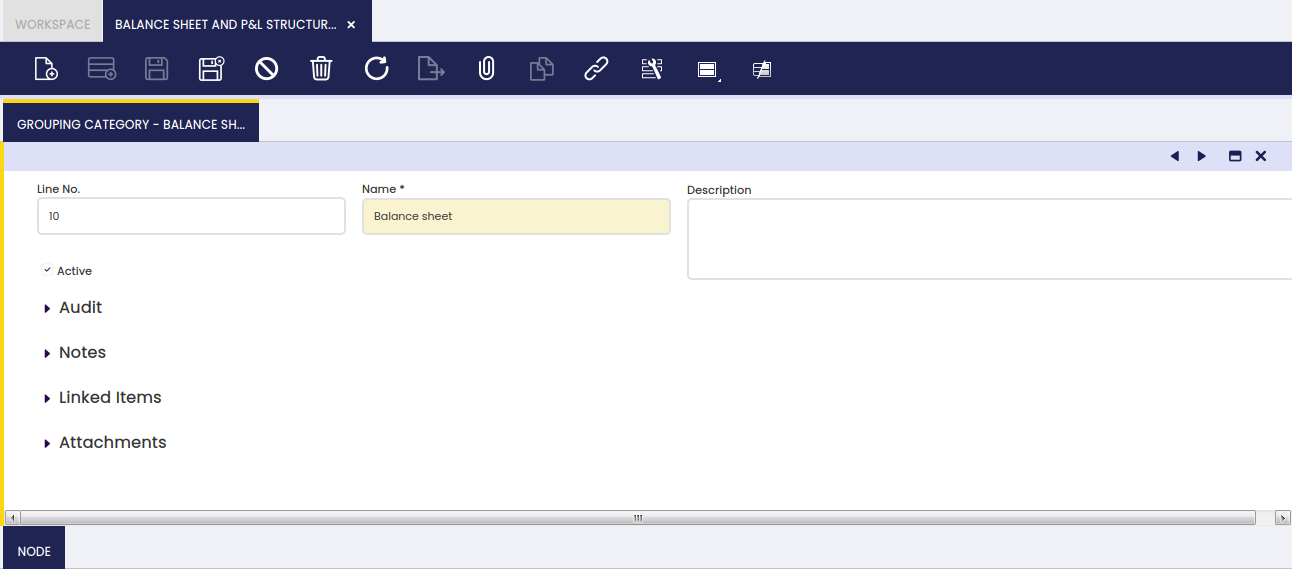 WORKSPACE
BALANCE SHEET AND P&L STRUCTUR...
GROUPING CATEGORY - BALANCE SH...
Line No.
Name *
Description
10
Balance sheet
Active
Audit
Notes
Linked Items
Attachments
NODE